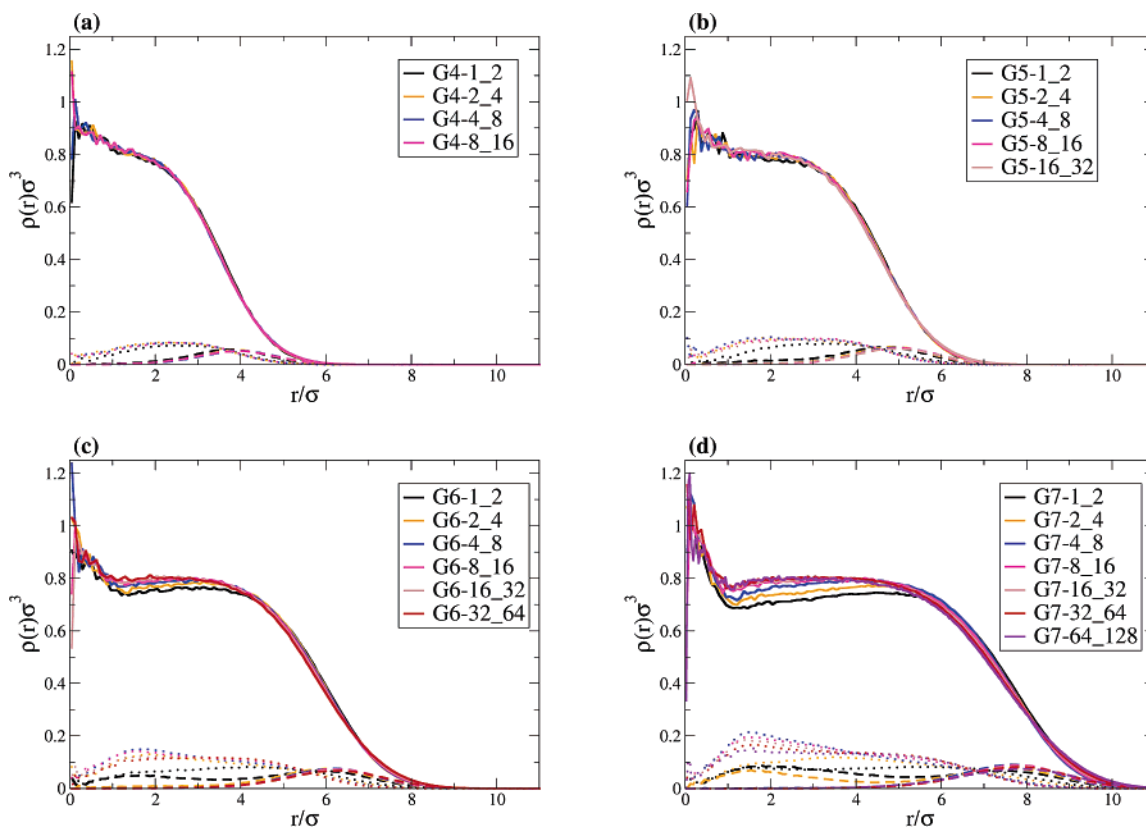 (a)
1.2
1
0.8
0.6
0.4
0.2
0
ρ(r)σ³
G4-1_2
G4-2_4
G4-4_8
G4-8_16
0 2 4 6 8 10
r/σ
(b)
1.2
1
0.8
0.6
0.4
0.2
0
ρ(r)σ³
G5-1_2
G5-2_4
G5-4_8
G5-8_16
G5-16_32
0 2 4 6 8 10
r/σ
(c)
1.2
1
0.8
0.6
0.4
0.2
0
ρ(r)σ³
G6-1_2
G6-2_4
G6-4_8
G6-8_16
G6-16_32
G6-32_64
0 2 4 6 8 10
r/σ
(d)
1.2
1
0.8
0.6
0.4
0.2
0
ρ(r)σ³
G7-1_2
G7-2_4
G7-4_8
G7-8_16
G7-16_32
G7-32_64
G7-64_128
0 2 4 6 8 10
r/σ